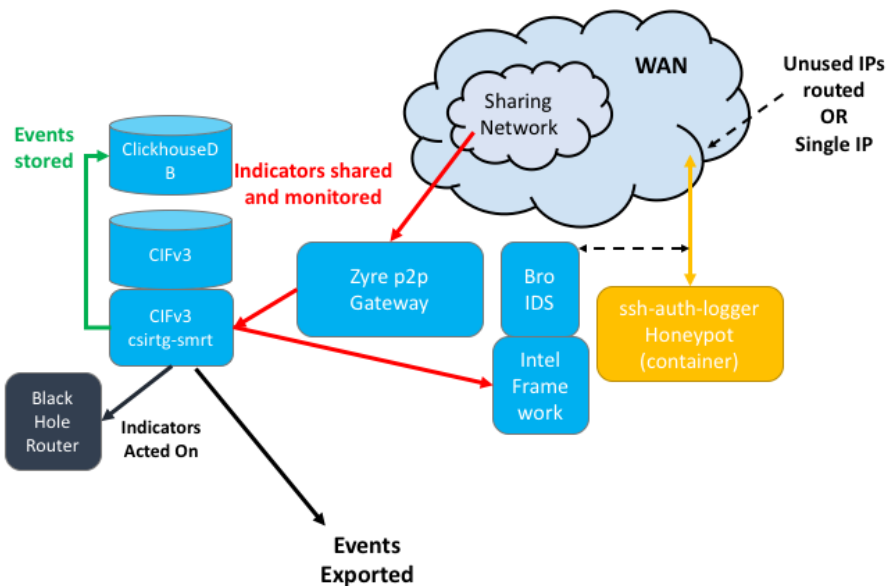 WAN
Unused IPs
routed
OR
Single IP
Sharing
Network
Events
stored
ClickhouseD
B
Indicators shared
and monitored
CIFv3
Zyre p2p
Gateway
Bro
IDS
ssh-auth-logger
Honeypot
(container)
CIFv3
csirtg-smrt
Intel
Frame
work
Black
Hole
Router
Indicators
Acted On
Events
Exported